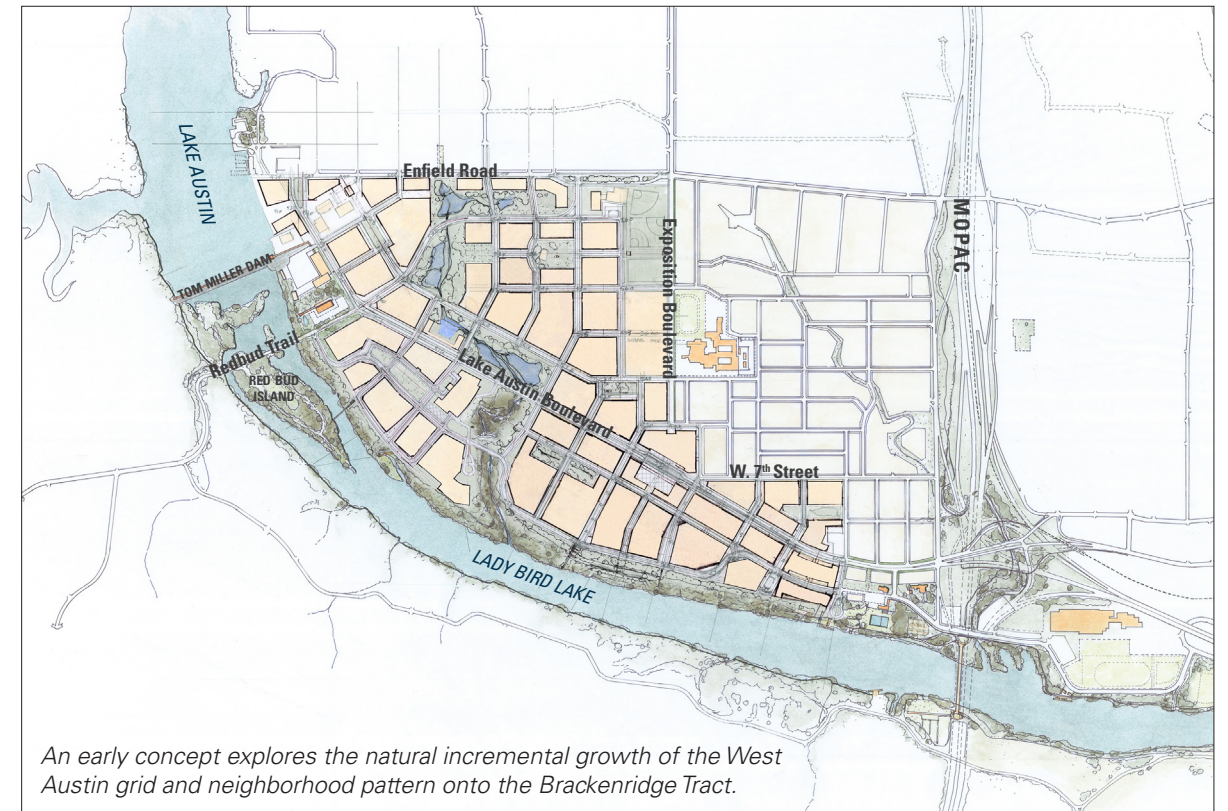 Enfield Road
LAKE AUSTIN
MOPAC
Exposition Boulevard
TOM MILLER DAM
Redbud Trail
RED BUD
ISLAND
Lake Austin Boulevard
W. 7th Street
LADY BIRD LAKE
An early concept explores the natural incremental growth of the West
Austin grid and neighborhood pattern onto the Brackenridge Tract.